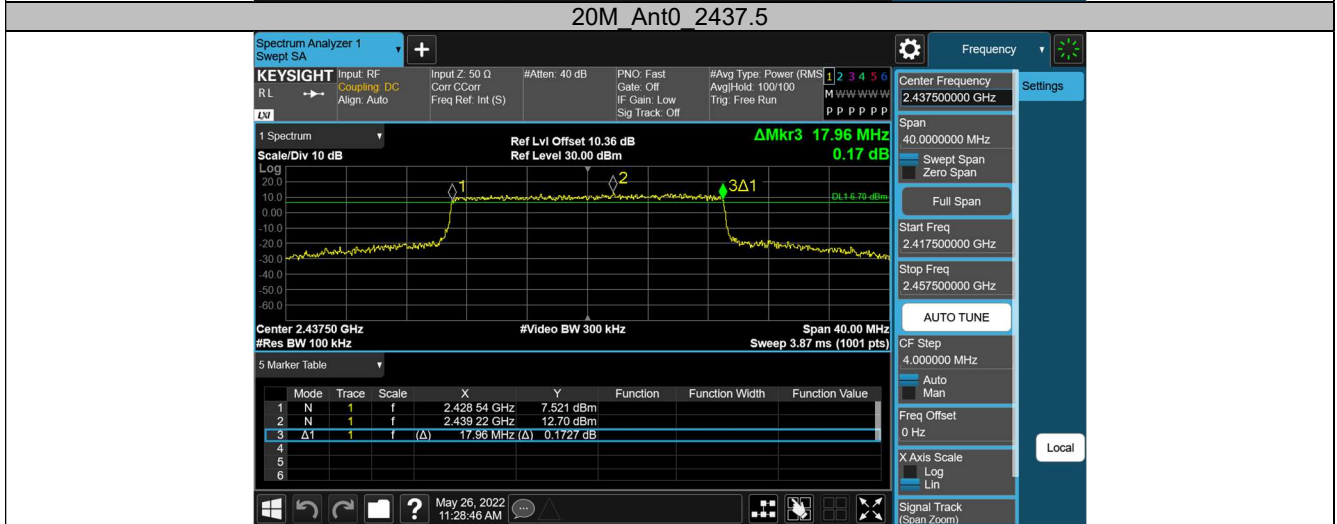 20M_Ant0_2437.5
Spectrum Analyzer 1
Swept SA
+
Frequency
KEYSIGHT
RL
LXI
Input: RF
Coupling: DC
Align: Auto
Input Z: 50 Ω
Corr CCorr
Freq Ref: Int (S)
#Atten: 40 dB
PNO: Fast
Gate: Off
IF Gain: Low
Sig Track: Off
#Avg Type: Power (RMS
Avg|Hold: 100/100
Trig: Free Run
1 2 3 4 5 6
M W W W W W
P P P P P P
1 Spectrum
Scale/Div 10 dB
Ref Lvl Offset 10.36 dB
Ref Level 30.00 dBm
ΔMkr3 17.96 MHz
0.17 dB
Log
20.0
10.0
0.00
-10.0
-20.0
-30.0
-40.0
-50.0
-60.0
1
2
3Δ1
DL1 6.70 dBm
Center 2.43750 GHz
#Res BW 100 kHz
#Video BW 300 kHz
Span 40.00 MHz
Sweep 3.87 ms (1001 pts)
5 Marker Table
Mode Trace Scale X Y Function Function Width Function Value
1 N 1 f 2.428 54 GHz 7.521 dBm
2 N 1 f 2.439 22 GHz 12.70 dBm
3 Δ1 1 f (Δ) 17.96 MHz (Δ) 0.1727 dB
4
5
6
?
May 26, 2022
11:28:46 AM
Center Frequency
2.437500000 GHz
Settings
Span
40.0000000 MHz
Swept Span
Zero Span
Full Span
Start Freq
2.417500000 GHz
Stop Freq
2.457500000 GHz
AUTO TUNE
CF Step
4.000000 MHz
Auto
Man
Freq Offset
0 Hz
X Axis Scale
Log
Lin
Local
Signal Track
(Span Zoom)